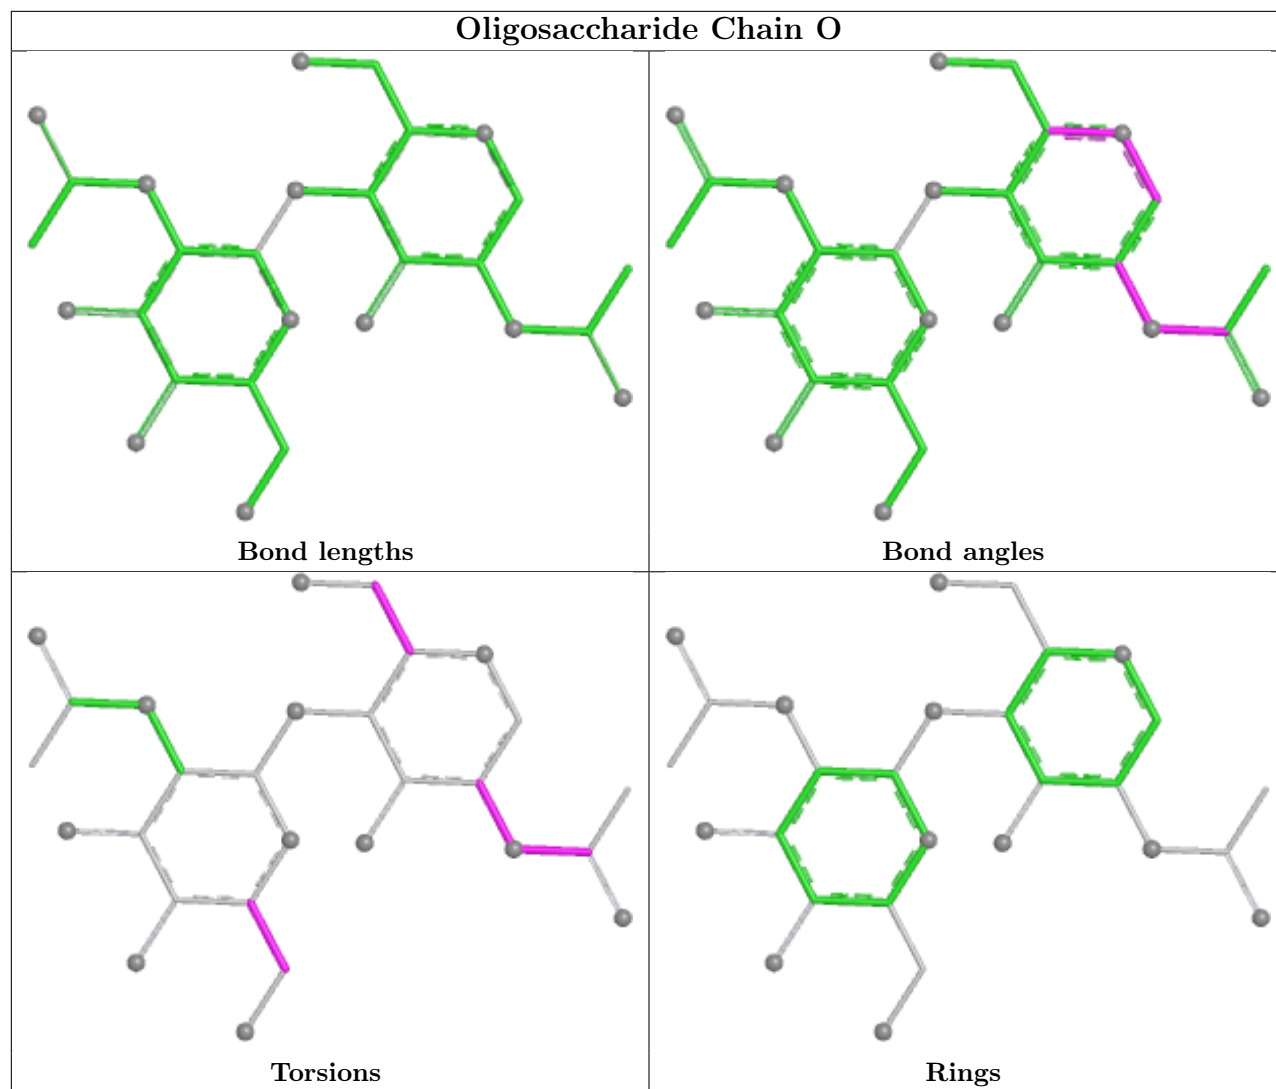 Oligosaccharide Chain O
Bond lengths
Bond angles
Torsions
Rings